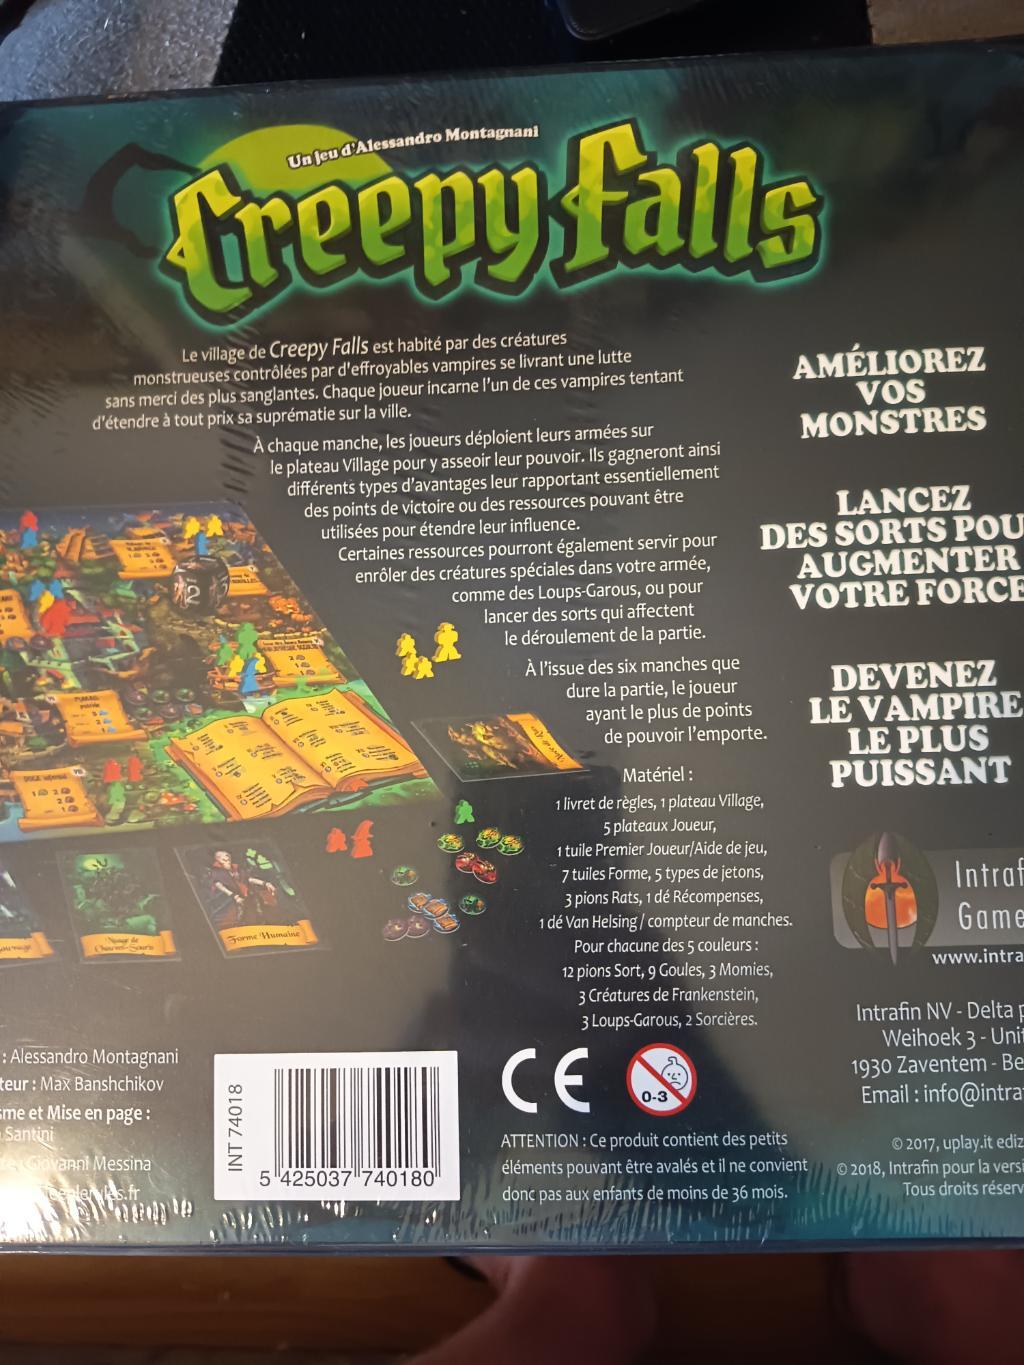 Un jeu d'Alessandro Montagnani
Creepy Falls
Le village de Creepy Falls est habité par des créatures
monstrueuses contrôlées par d'effroyables vampires se livrant une lutte
sans merci des plus sanglantes. Chaque joueur incarne l'un de ces vampires tentant
d'étendre à tout prix sa suprématie sur la ville.
À chaque manche, les joueurs déploient leurs armées sur
le plateau Village pour y asseoir leur pouvoir. Ils gagneront ainsi
différents types d'avantages leur rapportant essentiellement
des points de victoire ou des ressources pouvant être
utilisées pour étendre leur influence.
Certaines ressources pourront également servir pour
enrôler des créatures spéciales dans votre armée,
comme des Loups-Garous, ou pour
lancer des sorts qui affectent
le déroulement de la partie.
À l'issue des six manches que
dure la partie, le joueur
ayant le plus de points
de pouvoir l'emporte.
Matériel :
1 livret de règles, 1 plateau Village,
5 plateaux Joueur,
1 tuile Premier Joueur/Aide de jeu,
7 tuiles Forme, 5 types de jetons,
3 pions Rats, 1 dé Récompenses,
1 dé Van Helsing / compteur de manches.
Pour chacune des 5 couleurs :
12 pions Sort, 9 Goules, 3 Momies,
3 Créatures de Frankenstein,
3 Loups-Garous, 2 Sorcières.
AMÉLIOREZ
VOS
MONSTRES
LANCEZ
DES SORTS POU
AUGMENTER
VOTRE FORCE
DEVENEZ
LE VAMPIRE
LE PLUS
PUISSANT
2
Nuage de
Chauves-Souris
Forme Humaine
Intraf
Game
www.intra
Intrafin NV - Delta p
Weihoek 3 - Unit
1930 Zaventem - Be
Email : info@intra
: Alessandro Montagnani
teur : Max Banshchikov
sme et Mise en page :
Santini
Giovanni Messina
INT 74018
5 425037 740180
CE
0-3
ATTENTION : Ce produit contient des petits
éléments pouvant être avalés et il ne convient
donc pas aux enfants de moins de 36 mois.
© 2017, uplay.it ediz
© 2018, Intrafin pour la versi
Tous droits réserv